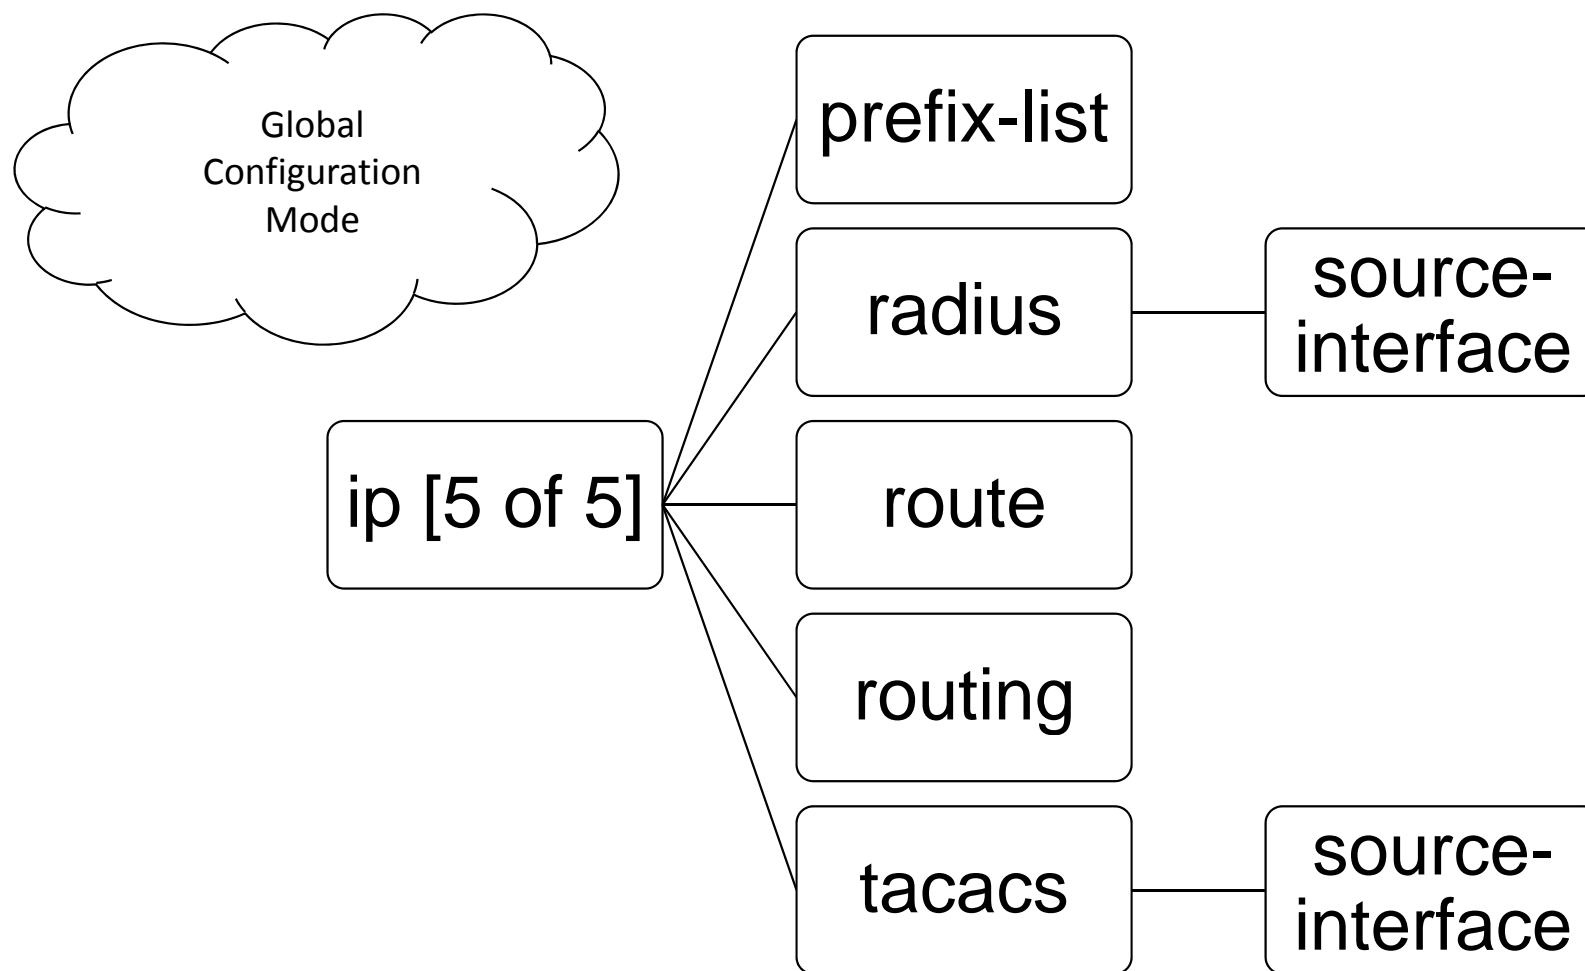 Global
Configuration
Mode
ip [5 of 5]
prefix-list
radius
source-
interface
route
routing
tacacs
source-
interface